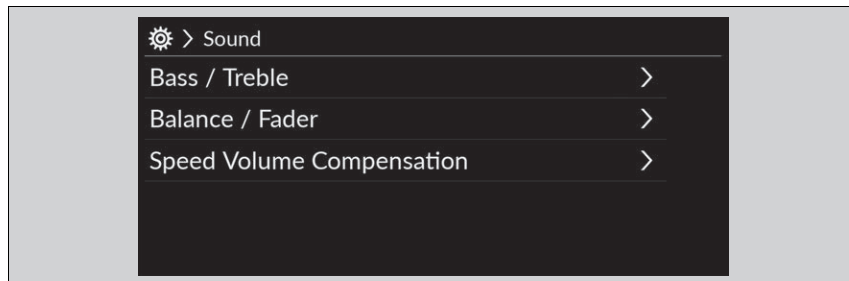 > Sound
Bass / Treble
Balance / Fader
Speed Volume Compensation